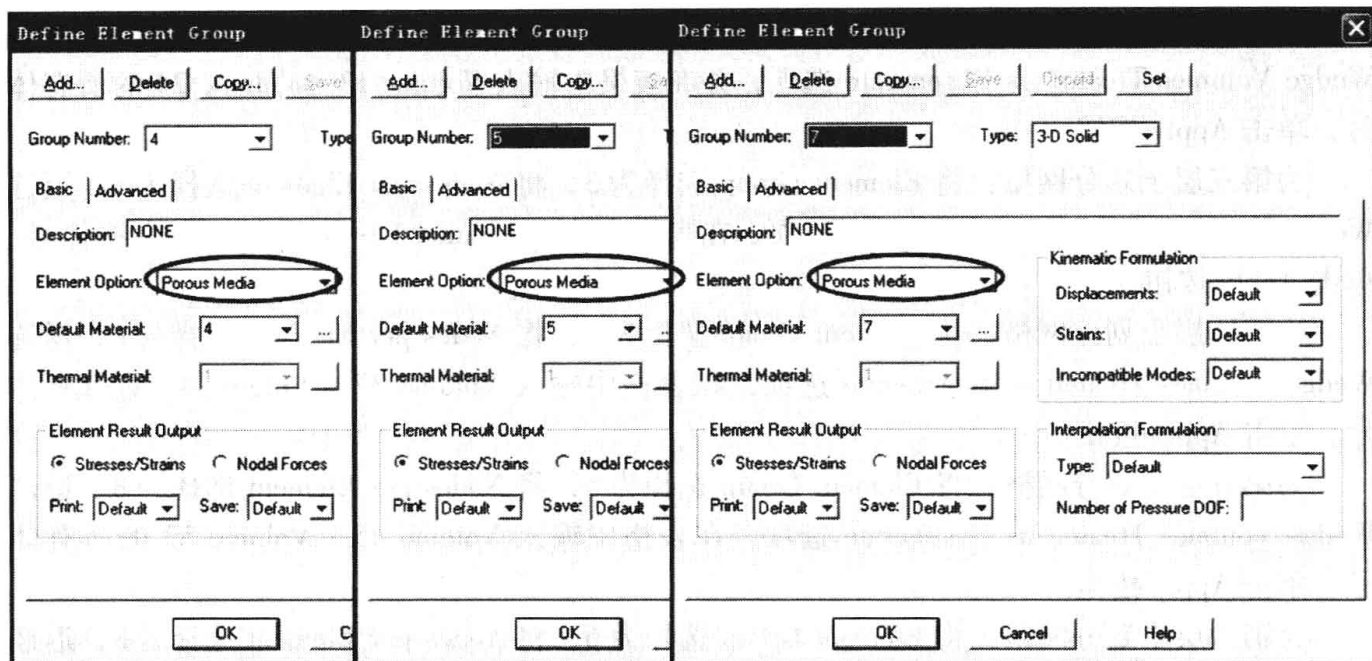 Define Element Group
Add... Delete Copy... Save
Group Number: 4 Type
Basic Advanced
Description: NONE
Element Option: Porous Media
Default Material: 4 ...
Thermal Material: 1
Element Result Output
Stresses/Strains Nodal Forces
Print: Default Save: Default
OK C
Define Element Group
Add... Delete Copy... Sa
Group Number: 5 T
Basic Advanced
Description: NONE
Element Option: Porous Media
Default Material: 5 ...
Thermal Material: 1
Element Result Output
Stresses/Strains Nodal Forces
Print: Default Save: Default
OK
Define Element Group
Add... Delete Copy... Save Discard Set
Group Number: 7 Type: 3-D Solid
Basic Advanced
Description: NONE
Element Option: Porous Media
Default Material: 7 ...
Thermal Material: 1
Element Result Output
Stresses/Strains Nodal Forces
Print: Default Save: Default
Kinematic Formulation
Displacements: Default
Strains: Default
Incompatible Modes: Default
Interpolation Formulation
Type: Default
Number of Pressure DOF:
OK Cancel Help